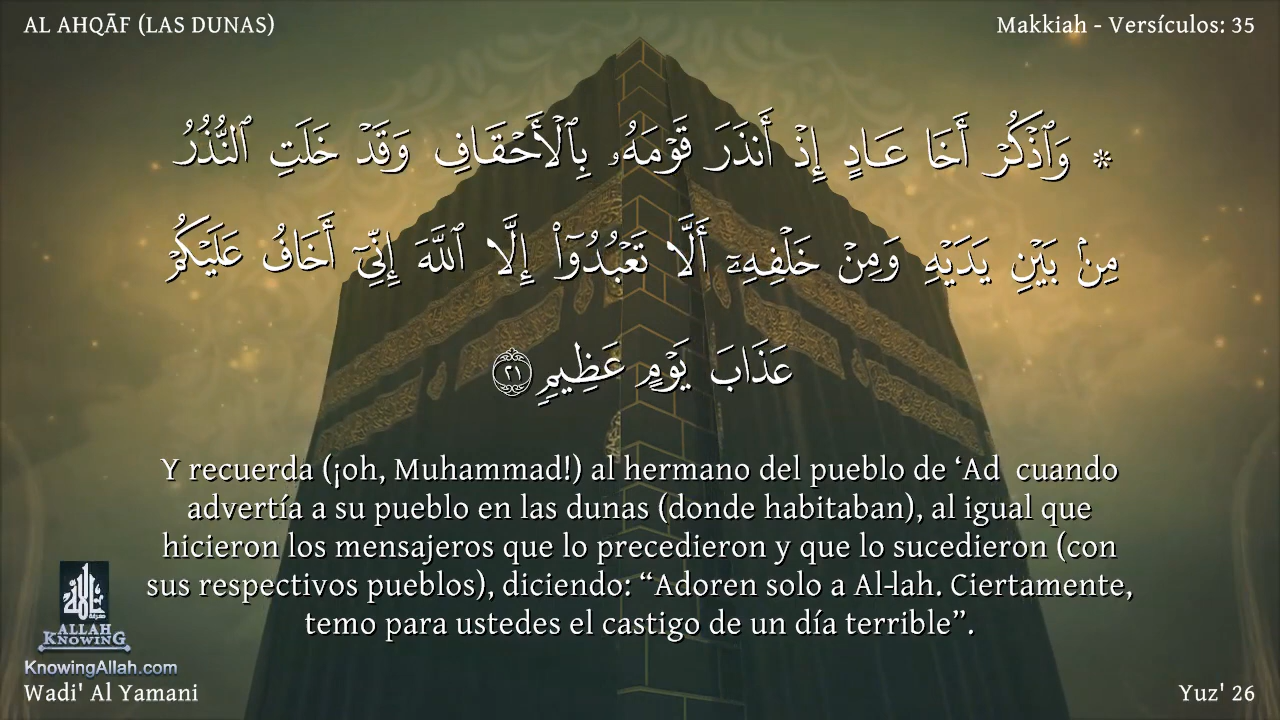 AL AHQĀF (LAS DUNAS)
Makkiah - Versículos: 35
۞ وَٱذۡكُرۡ أَخَا عَادٍ إِذۡ أَنذَرَ قَوۡمَهُۥ بِٱلۡأَحۡقَافِ وَقَدۡ خَلَتِ ٱلنُّذُرُ
مِنۢ بَيۡنِ يَدَيۡهِ وَمِنۡ خَلۡفِهِۦٓ أَلَّا تَعۡبُدُوٓاْ إِلَّا ٱللَّهَ إِنِّيٓ أَخَافُ عَلَيۡكُمۡ
عَذَابَ يَوۡمٍ عَظِيمٖ ٢١
Y recuerda (¡oh, Muhammad!) al hermano del pueblo de ‘Ad  cuando
advertía a su pueblo en las dunas (donde habitaban), al igual que
hicieron los mensajeros que lo precedieron y que lo sucedieron (con
sus respectivos pueblos), diciendo: “Adoren solo a Al-lah. Ciertamente,
temo para ustedes el castigo de un día terrible”.
ALLAH
KNOWING
KnowingAllah.com
Wadi' Al Yamani
Yuz' 26